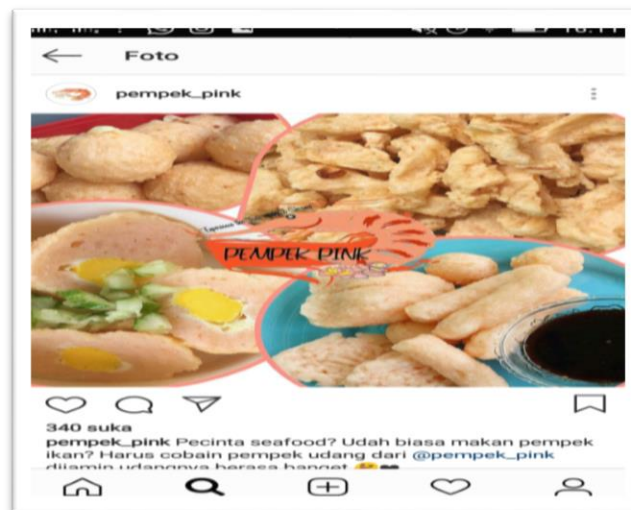 Foto
pempek_pink
PEMPEK PINK
340 suka
pempek_pink Pecinta seafood? Udah biasa makan pempek
ikan? Harus cobain pempek udang dari @pempek_pink
dijamin udangnya berasa banget